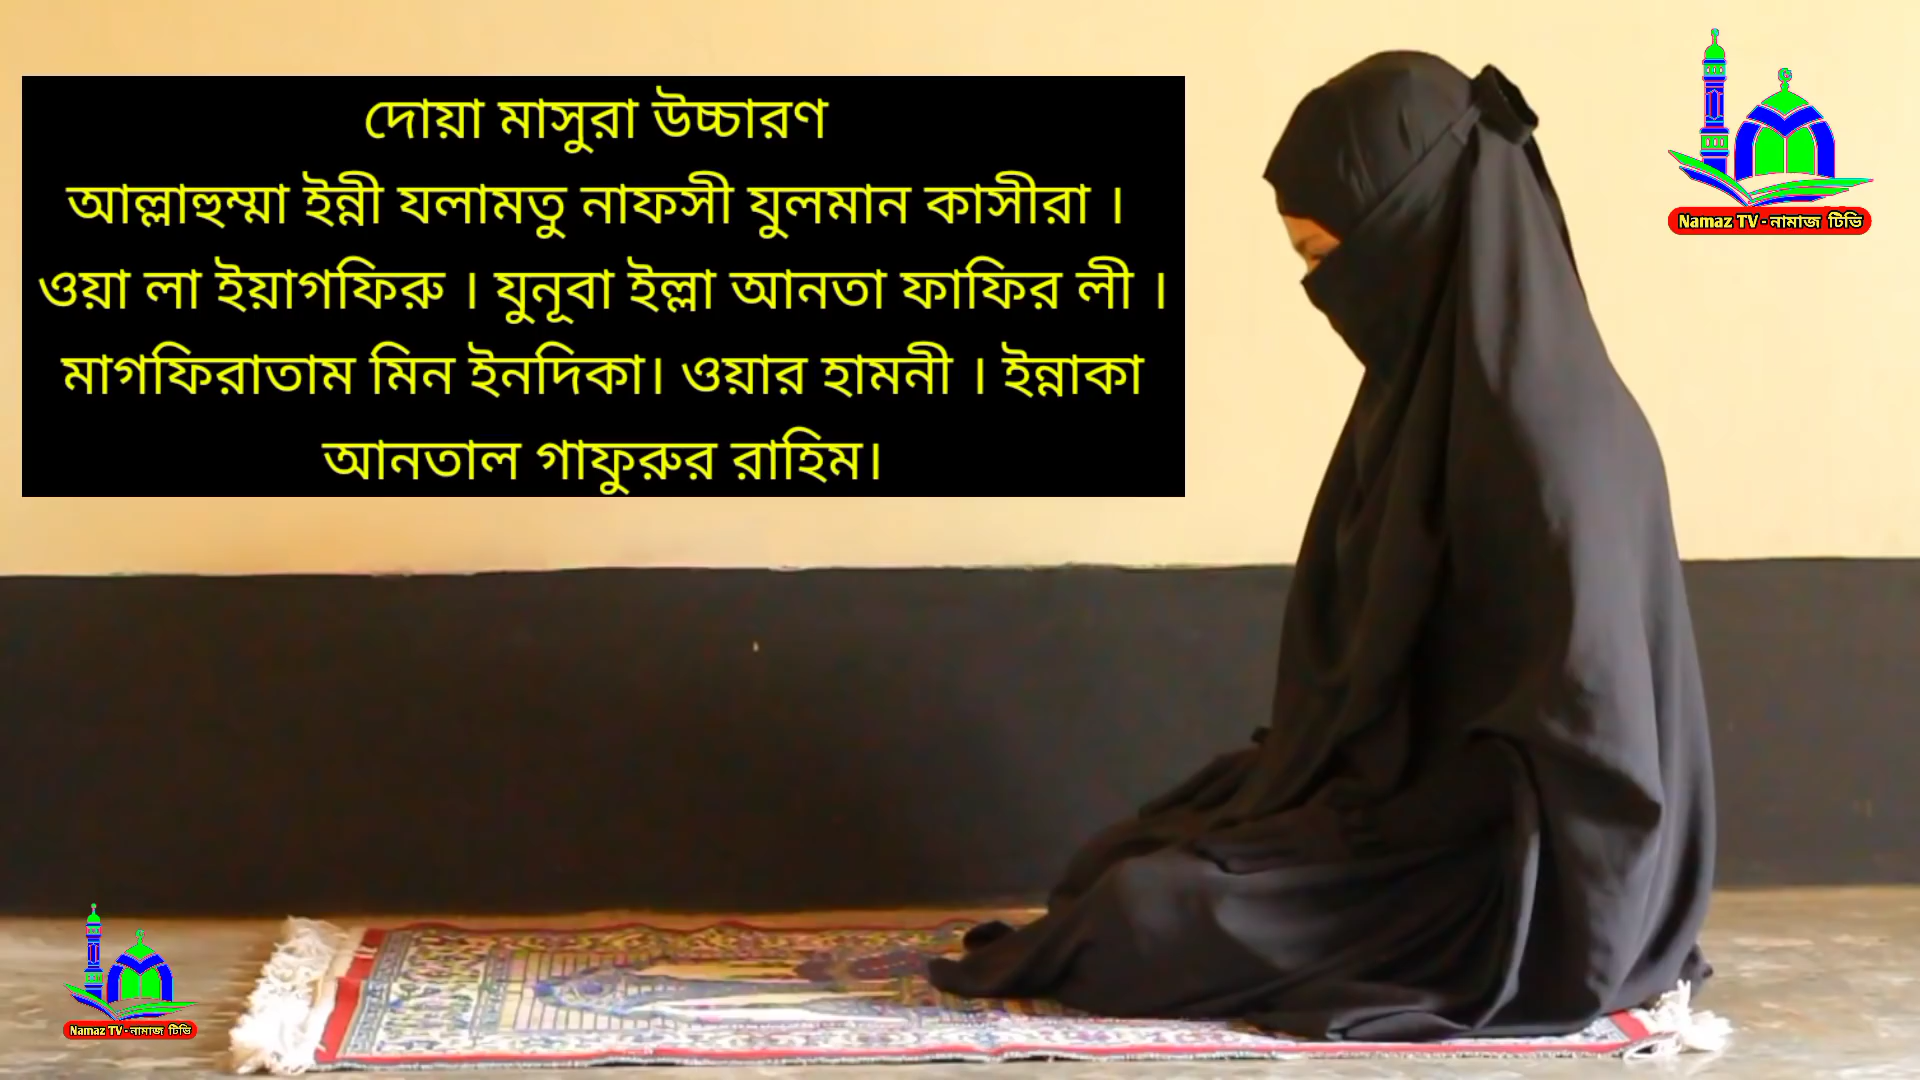 দোয়া মাসুরা উচ্চারণ
আল্লাহুম্মা ইন্নী যলামতু নাফসী যুলমান কাসীরা ।
ওয়া লা ইয়াগফিরু । যুনূবা ইল্লা আনতা ফাফির লী ।
মাগফিরাতাম মিন ইনদিকা। ওয়ার হামনী । ইন্নাকা
আনতাল গাফুরুর রাহিম।
Namaz TV - নামাজ টিভি
Namaz TV - নামাজ টিভি